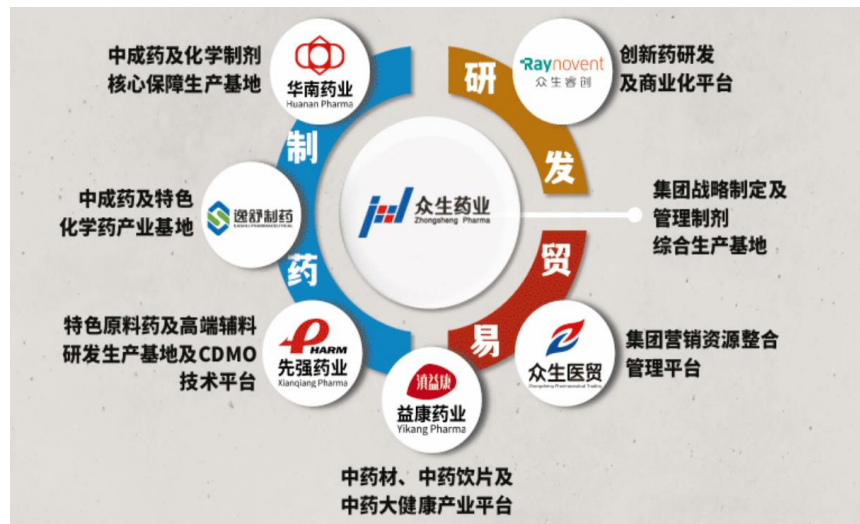 中成药及化学制剂
核心保障生产基地
华南药业
Huanan Pharma
研
发
Raynovent
众生睿创
创新药研发
及商业化平台
制
药
中成药及特色
化学药产业基地
逸舒制药
众生药业
Zhongsheng Pharma
集团战略制定及
管理制剂
综合生产基地
贸
易
特色原料药及高端辅料
研发生产基地及CDMO
技术平台
PHARM
先强药业
Xianqiang Pharma
滇益康
益康药业
Yikang Pharma
众生医贸
Zhongsheng Pharmaceutical Trading
集团营销资源整合
管理平台
中药材、中药饮片及
中药大健康产业平台